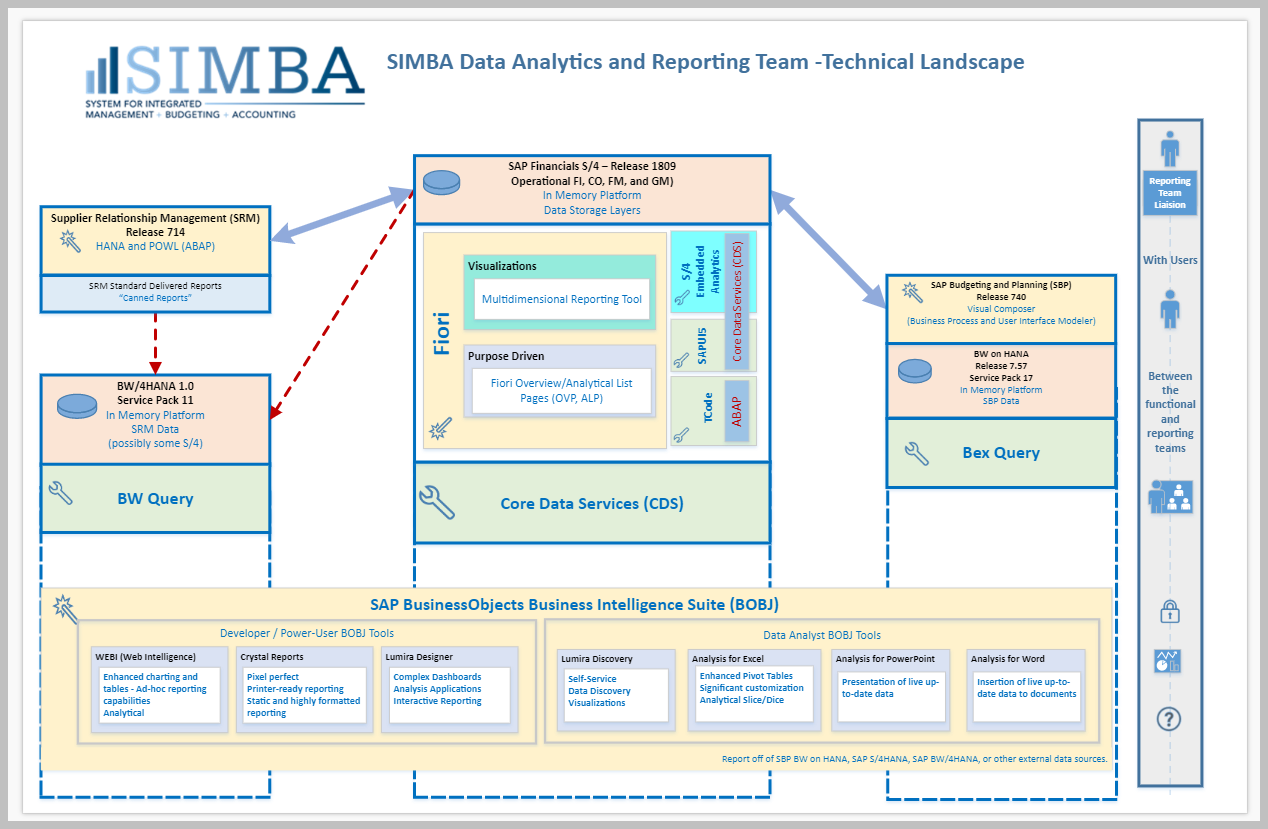 SIMBA
SYSTEM FOR INTEGRATED
MANAGEMENT + BUDGETING + ACCOUNTING
SIMBA Data Analytics and Reporting Team -Technical Landscape
Supplier Relationship Management (SRM)
Release 714
HANA and POWL (ABAP)
SRM Standard Delivered Reports
“Canned Reports”
BW/4HANA 1.0
Service Pack 11
In Memory Platform
SRM Data
(possibly some S/4)
BW Query
SAP Financials S/4 – Release 1809
Operational FI, CO, FM, and GM)
In Memory Platform
Data Storage Layers
Fiori
Visualizations
Multidimensional Reporting Tool
Purpose Driven
Fiori Overview/Analytical List
Pages (OVP, ALP)
S/4
Embedded
Analytics
Core Data Services (CDS)
SAPUI5
TCode
ABAP
Core Data Services (CDS)
SAP Budgeting and Planning (SBP)
Release 740
Visual Composer
(Business Process and User Interface Modeler)
BW on HANA
Release 7.57
Service Pack 17
In Memory Platform
SBP Data
Bex Query
Reporting
Team
Liaison
With Users
Between
the
functional
and
reporting
teams
SAP BusinessObjects Business Intelligence Suite (BOBJ)
Developer / Power-User BOBJ Tools
WEBI (Web Intelligence)
Enhanced charting and
tables - Ad-hoc reporting
capabilities
Analytical
Crystal Reports
Pixel perfect
Printer-ready reporting
Static and highly formatted
reporting
Lumira Designer
Complex Dashboards
Analysis Applications
Interactive Reporting
Data Analyst BOBJ Tools
Lumira Discovery
Self-Service
Data Discovery
Visualizations
Analysis for Excel
Enhanced Pivot Tables
Significant customization
Analytical Slice/Dice
Analysis for PowerPoint
Presentation of live up-
to-date data
Analysis for Word
Insertion of live up-to-
date data to documents
Report off of SBP BW on HANA, SAP S/4HANA, SAP BW/4HANA, or other external data sources.
?